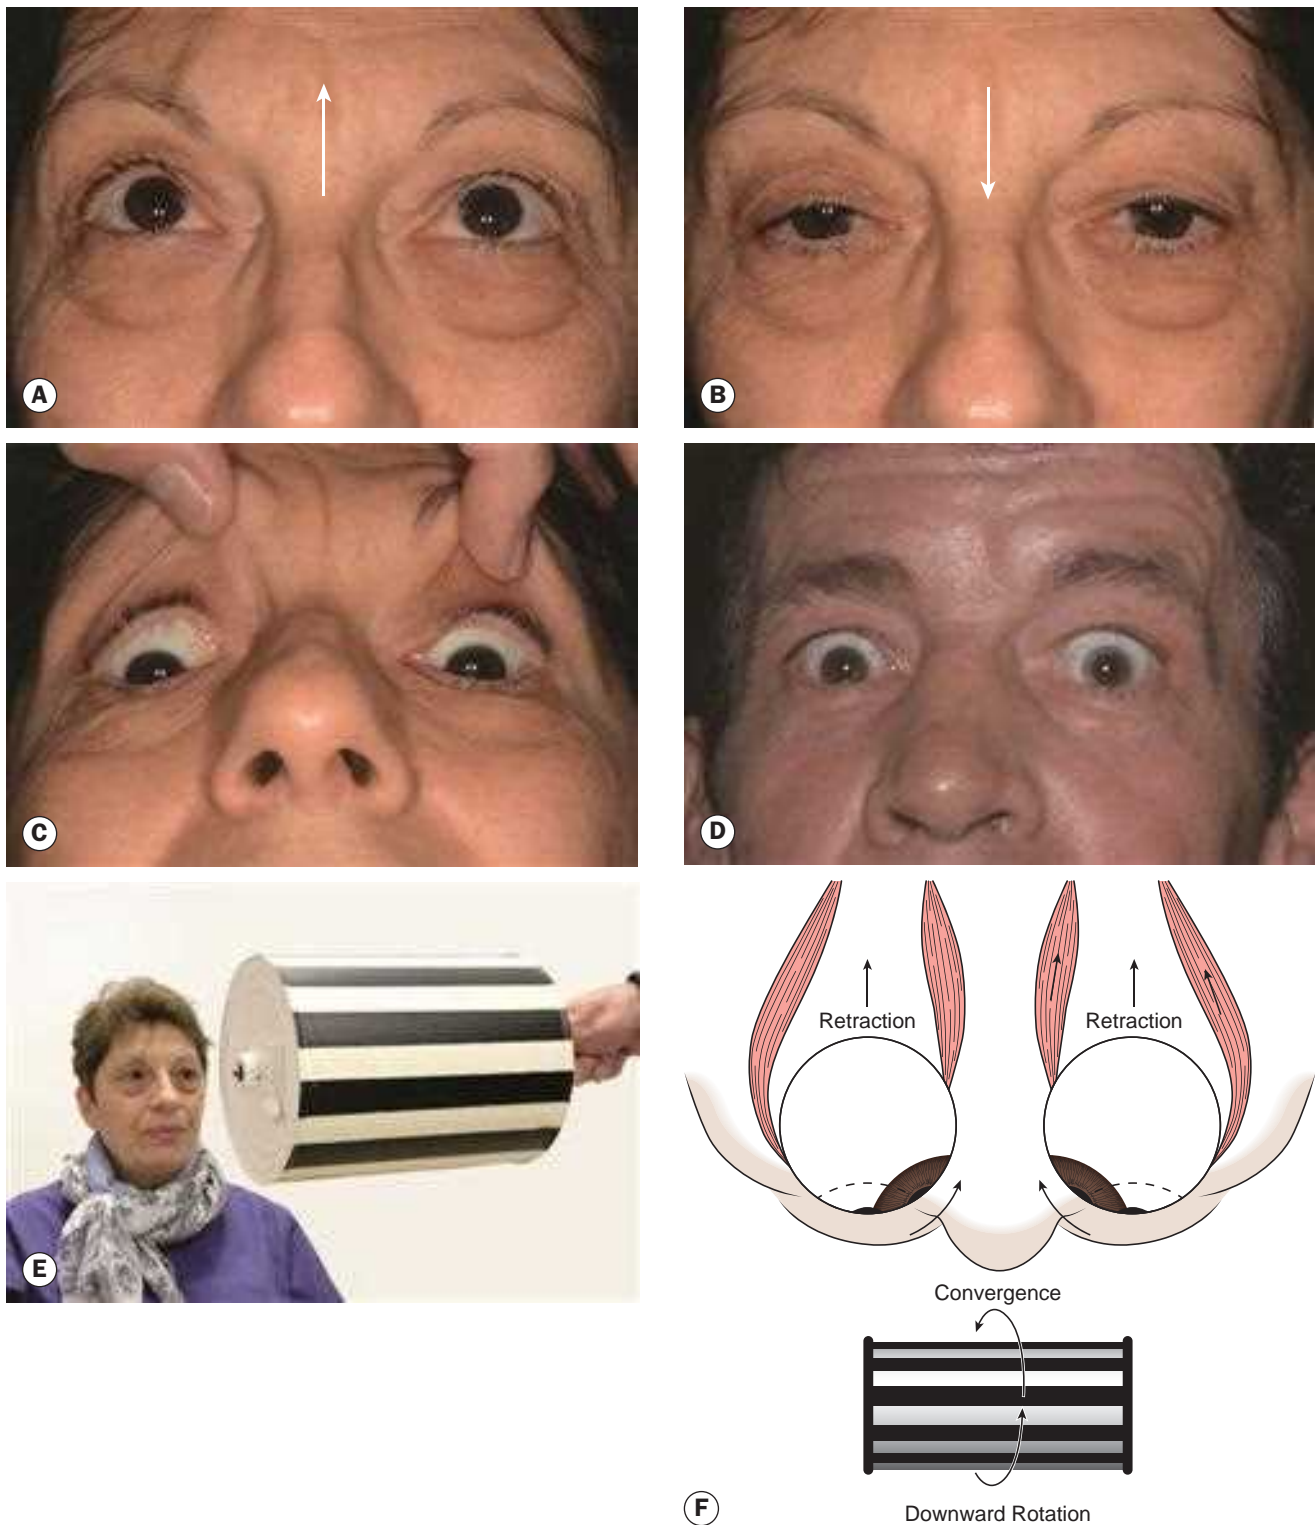 A
B
C
D
E
Retraction
Retraction
Convergence
Downward Rotation
F